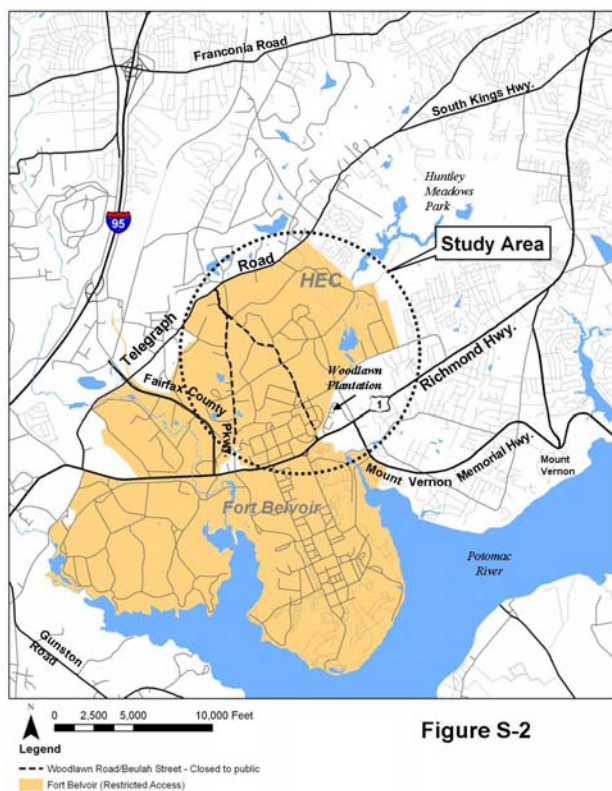 Franconia Road
South Kings Hwy.
Huntley
Meadows
Park
95
Study Area
Road
HEC
Telegraph
Woodlawn
Plantation
Richmond Hwy.
1
Fairfax County
Pkwy
Mount Vernon Memorial Hwy.
Mount
Vernon
Fort Belvoir
Potomac
River
Gunston
Road
N
0 2,500 5,000 10,000 Feet
Figure S-2
Legend
Woodlawn Road/Beulah Street - Closed to public
Fort Belvoir (Restricted Access)